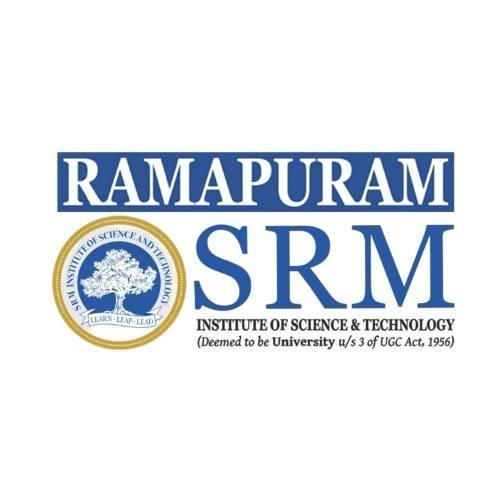 RAMAPURAM
SRM INSTITUTE OF SCIENCE AND TECHNOLOGY
LEARN · LEAP · LEAD
SRM
INSTITUTE OF SCIENCE & TECHNOLOGY
(Deemed to be University u/s 3 of UGC Act, 1956)